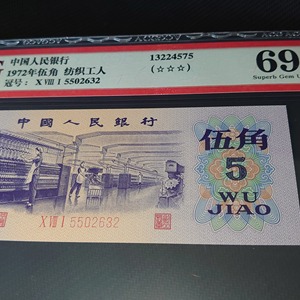 中国人民银行
1972年伍角 纺织工人
冠号：X Ⅷ I 5502632
13224575
(☆☆☆)
69
Superb Gem
中國人民銀行
伍角
5
WU
JIAO
X Ⅷ I 5502632